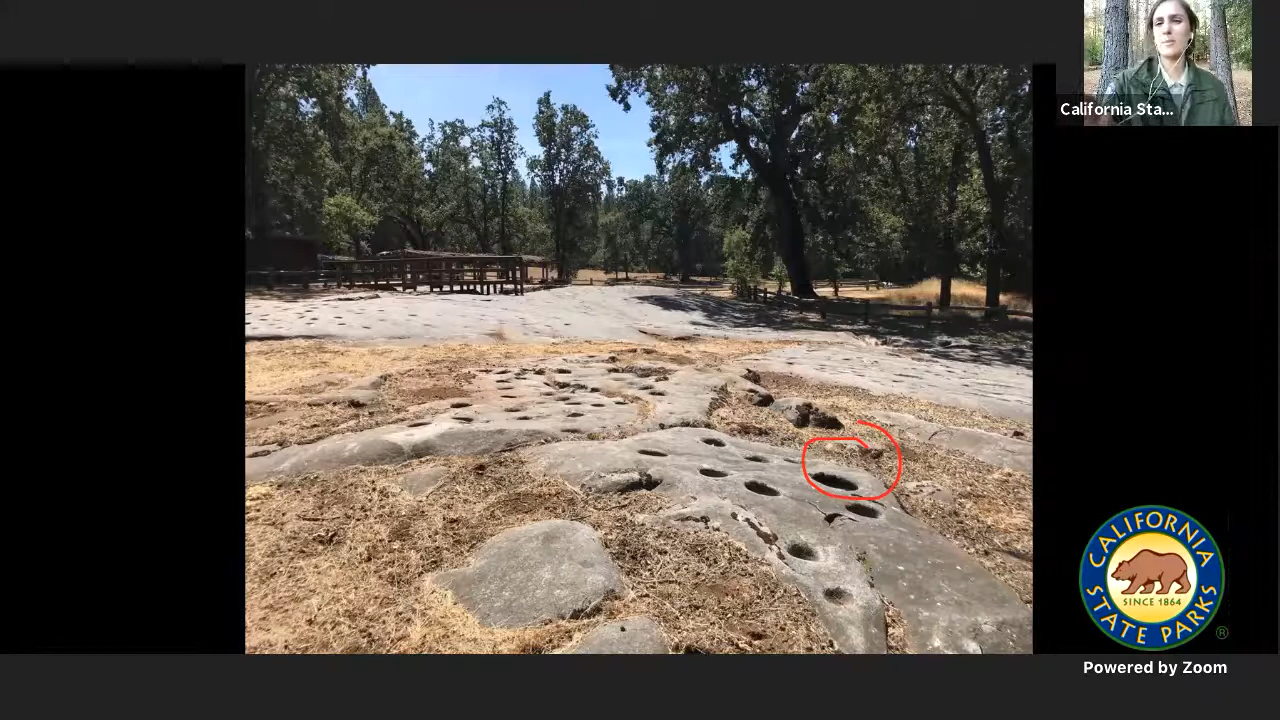 California Sta...
CALIFORNIA
SINCE 1864
STATE PARKS
®
Powered by Zoom